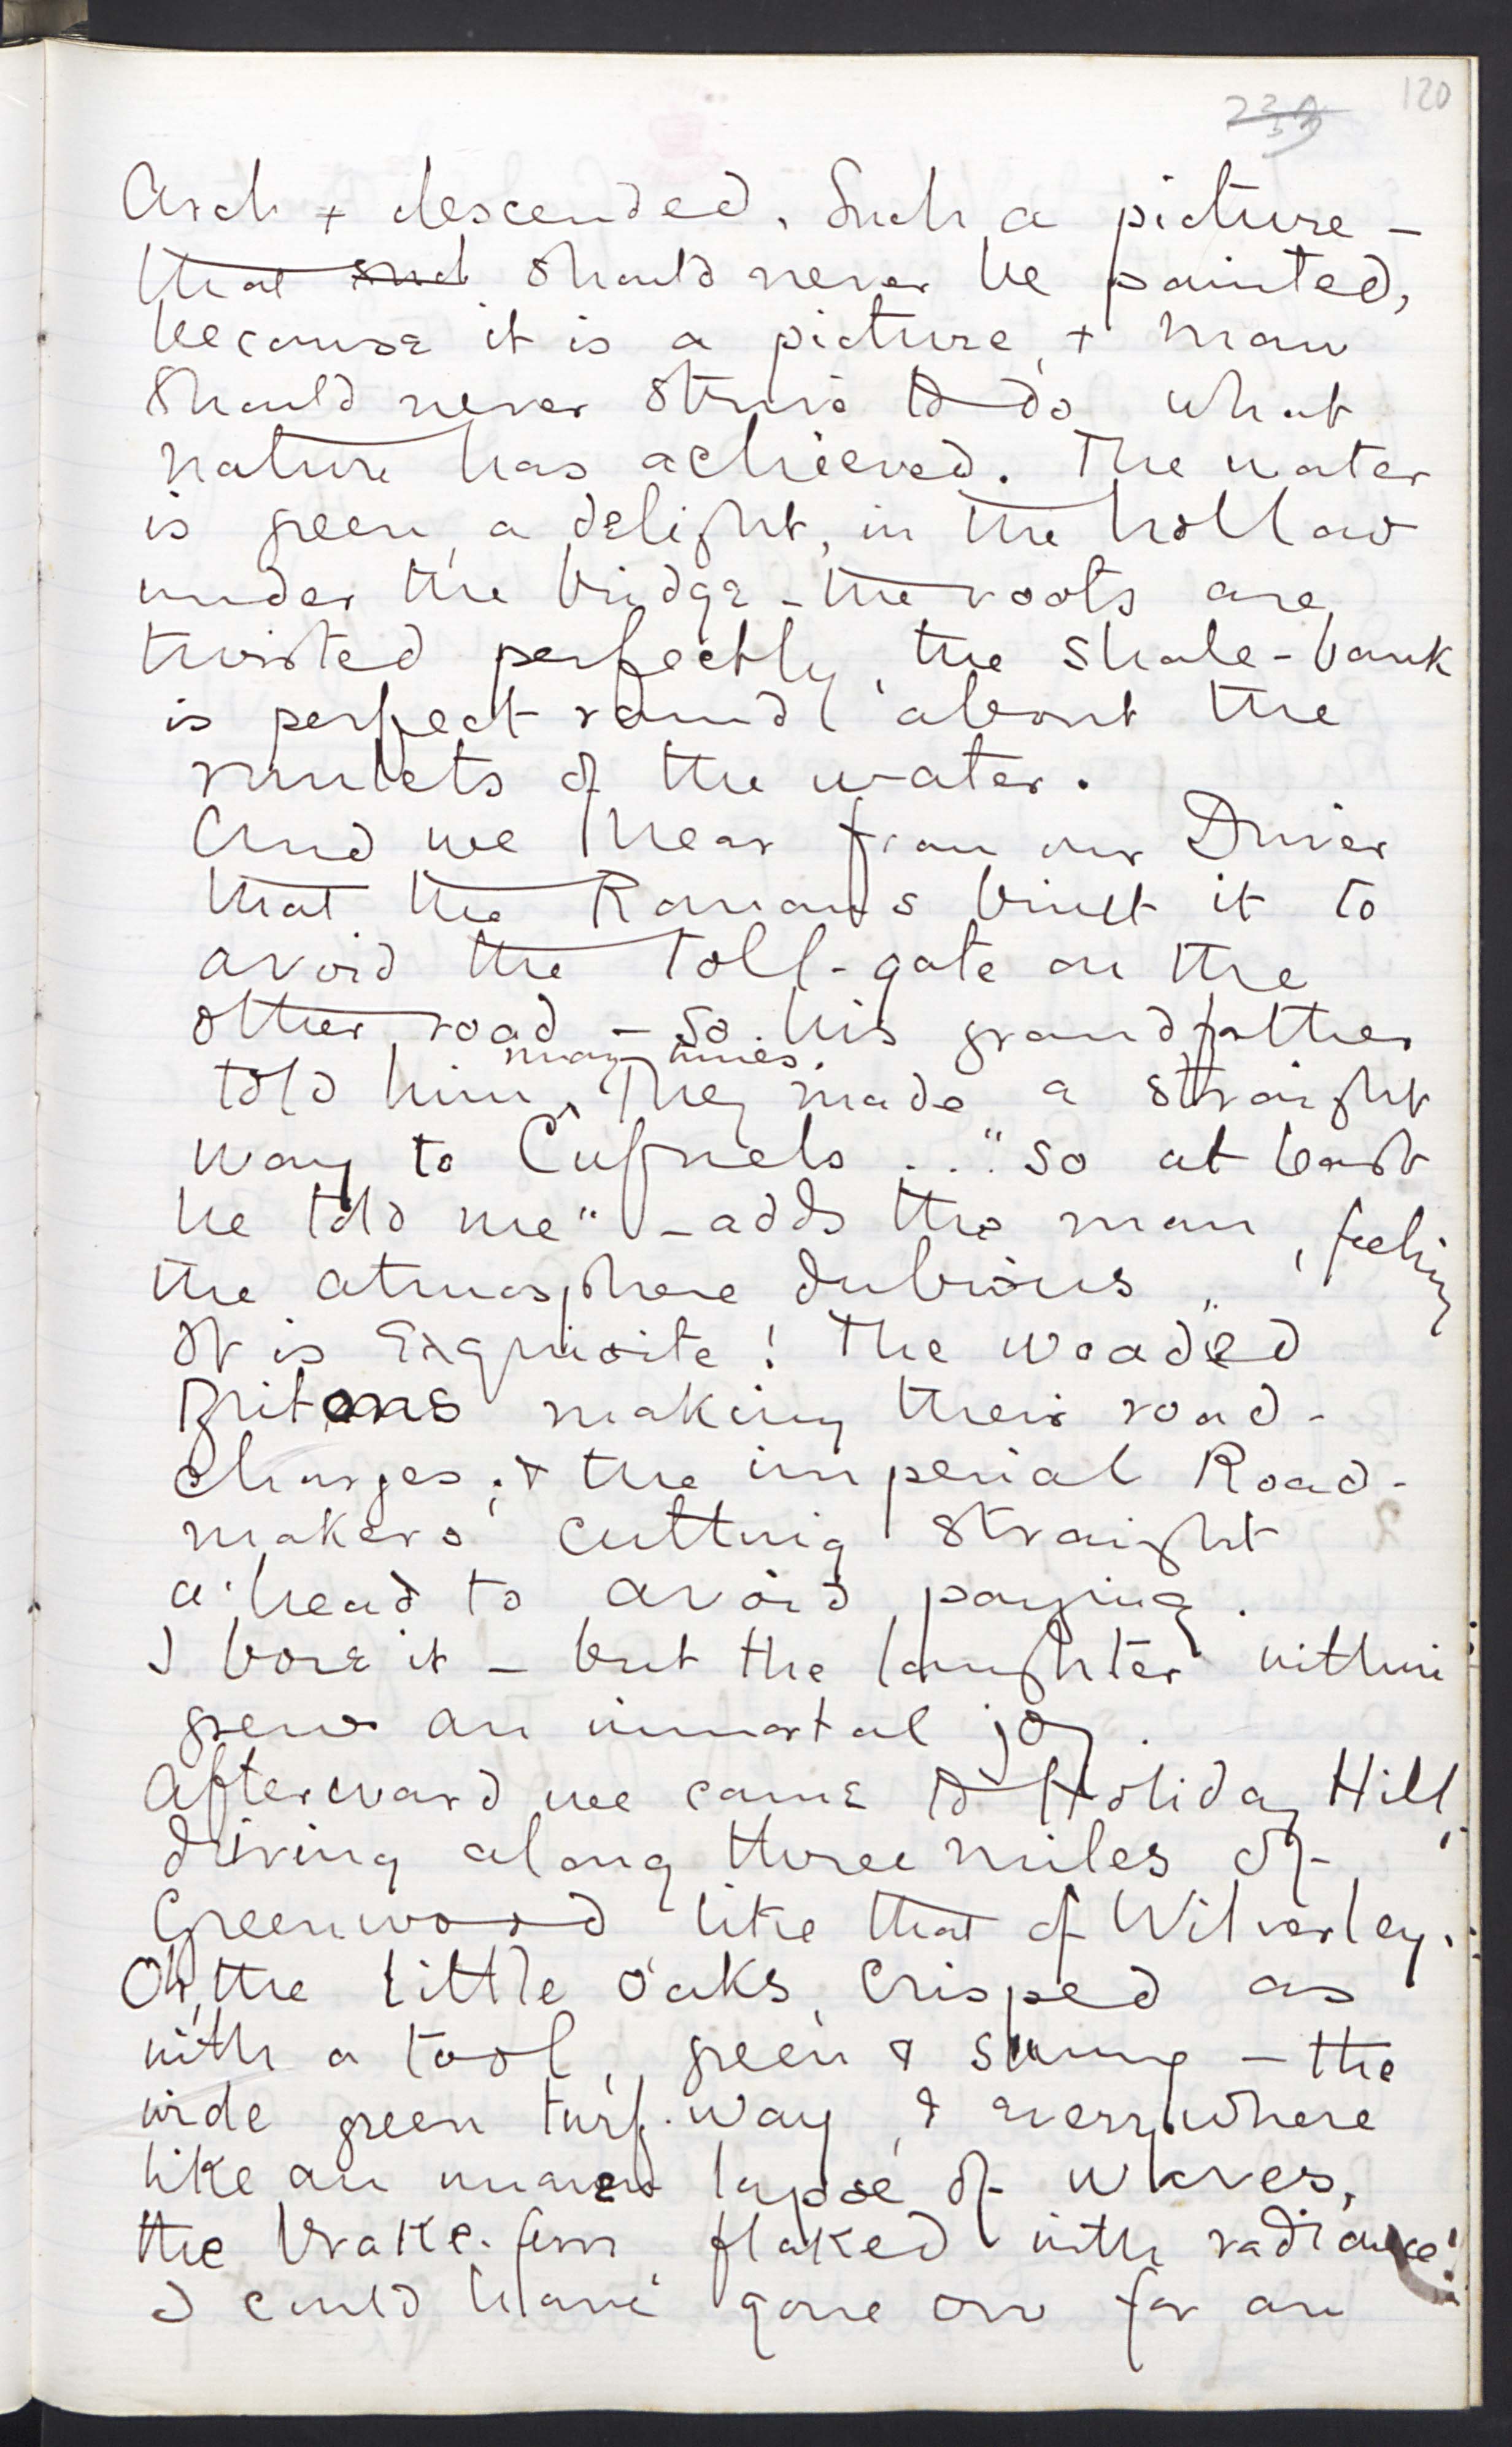 120
Arch + descended. Such a picture -
that such should never be painted,
because it is a picture, + man
should never strive to do what
nature has achieved. The water
is green, a delight, in the hollow
under the bridge - the roots are
twisted perfectly, the shale-bank
is perfect round about the
runlets of the water.
And we hear from our Driver
that the Romans built it to
avoid the toll-gate on the
other road - so his grandfather
many times.
told him ^ They made a straight
way to Cufnels .. "so at least
he told me" - adds the man, feeling
the atmosphere dubious.
It is Exquisite! The woaded
Britons making their road-
charges; & the imperial Road-
makers cutting straight
a-head to avoid paying.
I bore it - but the laughter within
grew an immortal joy.
Afterward we came to Holiday Hill,
driving along three miles of
Greenwood like that of Wilverley.
Oh, the little oaks, crisped as
with a tool, green & sunny - the
wide green turf-way, & everywhere
like an lapse of waves,
the brake-fern flaked with radiance!
I could have gone on for an